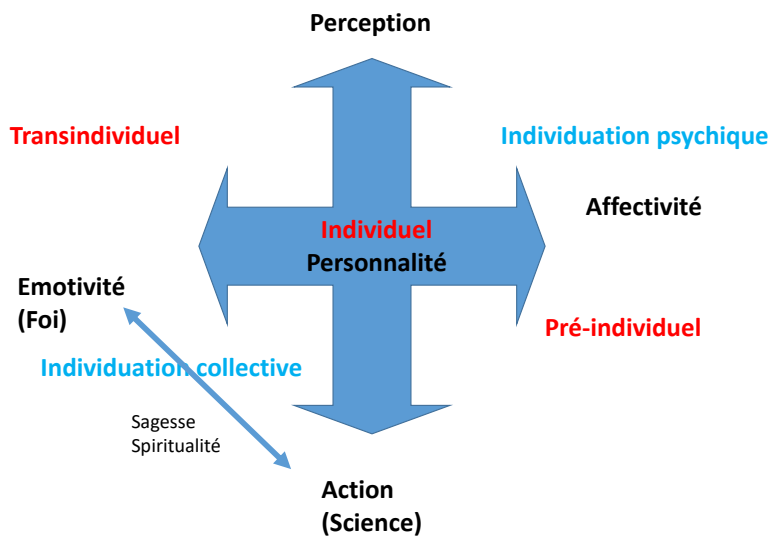 Perception
Transindividuel
Individuation psychique
Affectivité
Individuel
Personnalité
Emotivité
(Foi)
Pré-individuel
Individuation collective
Sagesse
Spiritualité
Action
(Science)